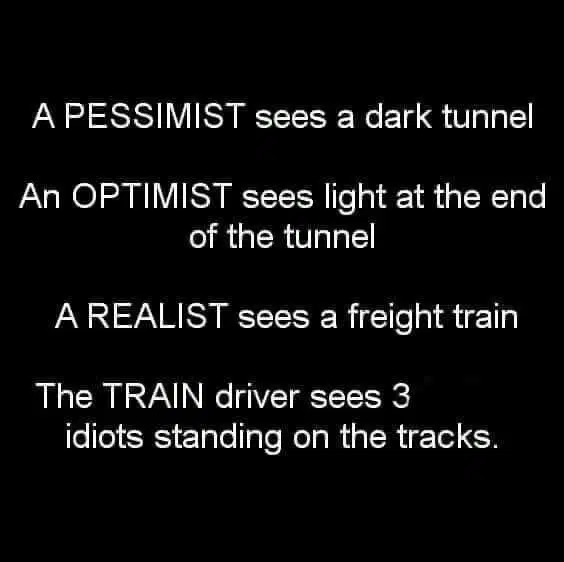 A PESSIMIST sees a dark tunnel
An OPTIMIST sees light at the end
of the tunnel
A REALIST sees a freight train
The TRAIN driver sees 3
idiots standing on the tracks.